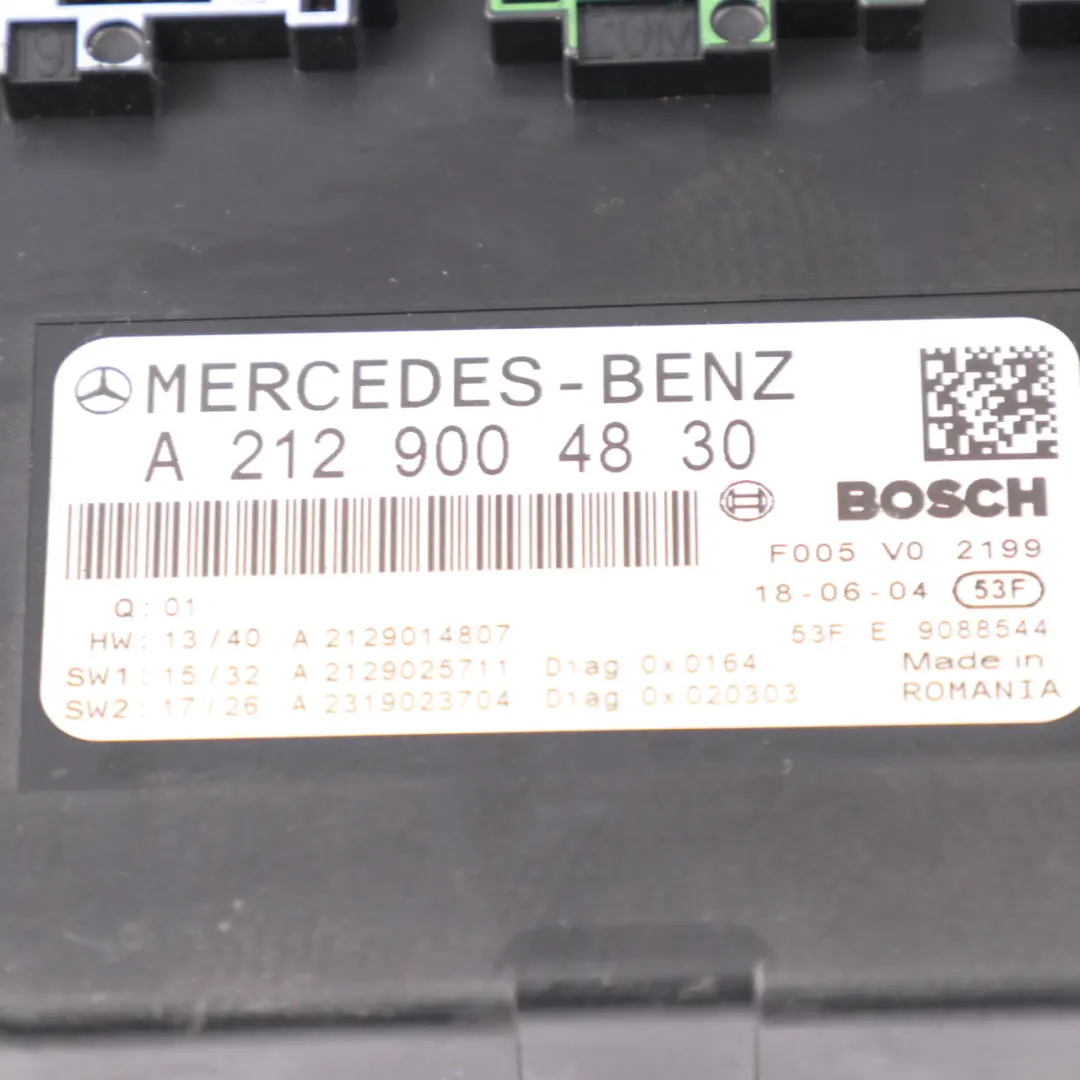 20M
MERCEDES-BENZ
A 212 900 48 30
BOSCH
F005 V0 2199
18-06-04 53F
Q: 01
HW: 13/40 A 2129014807
53F E 9088544
SW1: 15/32 A 2129025711 Diag 0x0164
Made in
SW2: 17/26 A 2319023704 Diag 0x020303
ROMANIA